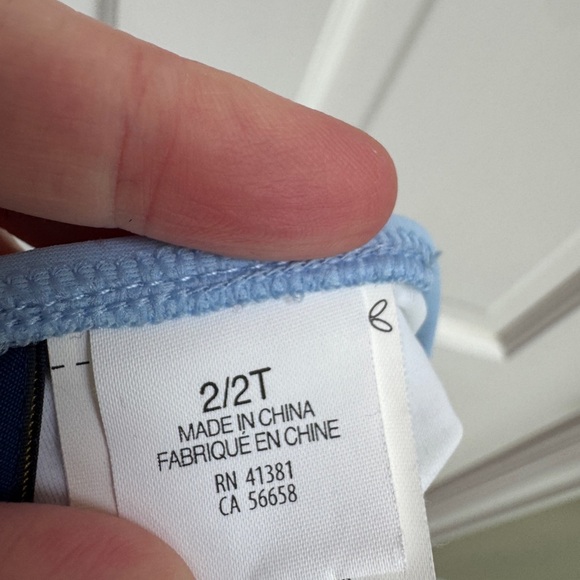 2/2T
MADE IN CHINA
FABRIQUÉ EN CHINE
RN 41381
CA 56658